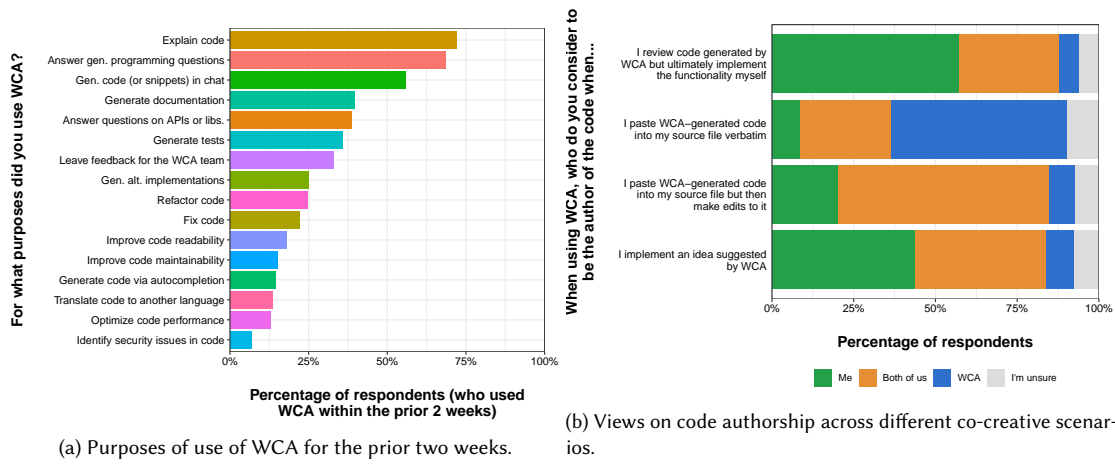 For what purposes did you use WCA?
Explain code
Answer gen. programming questions
Gen. code (or snippets) in chat
Generate documentation
Answer questions on APIs or libs.
Generate tests
Leave feedback for the WCA team
Gen. alt. implementations
Refactor code
Fix code
Improve code readability
Improve code maintainability
Generate code via autocompletion
Translate code to another language
Optimize code performance
Identify security issues in code
0% 25% 50% 75% 100%
Percentage of respondents (who used
WCA within the prior 2 weeks)
(a) Purposes of use of WCA for the prior two weeks.
When using WCA, who do you consider to
be the author of the code when...
I review code generated by
WCA but ultimately implement
the functionality myself
I paste WCA−generated code
into my source file verbatim
I paste WCA−generated code
into my source file but then
make edits to it
I implement an idea suggested
by WCA
0% 25% 50% 75% 100%
Percentage of respondents
Me Both of us WCA I'm unsure
(b) Views on code authorship across different co-creative scenar-
ios.